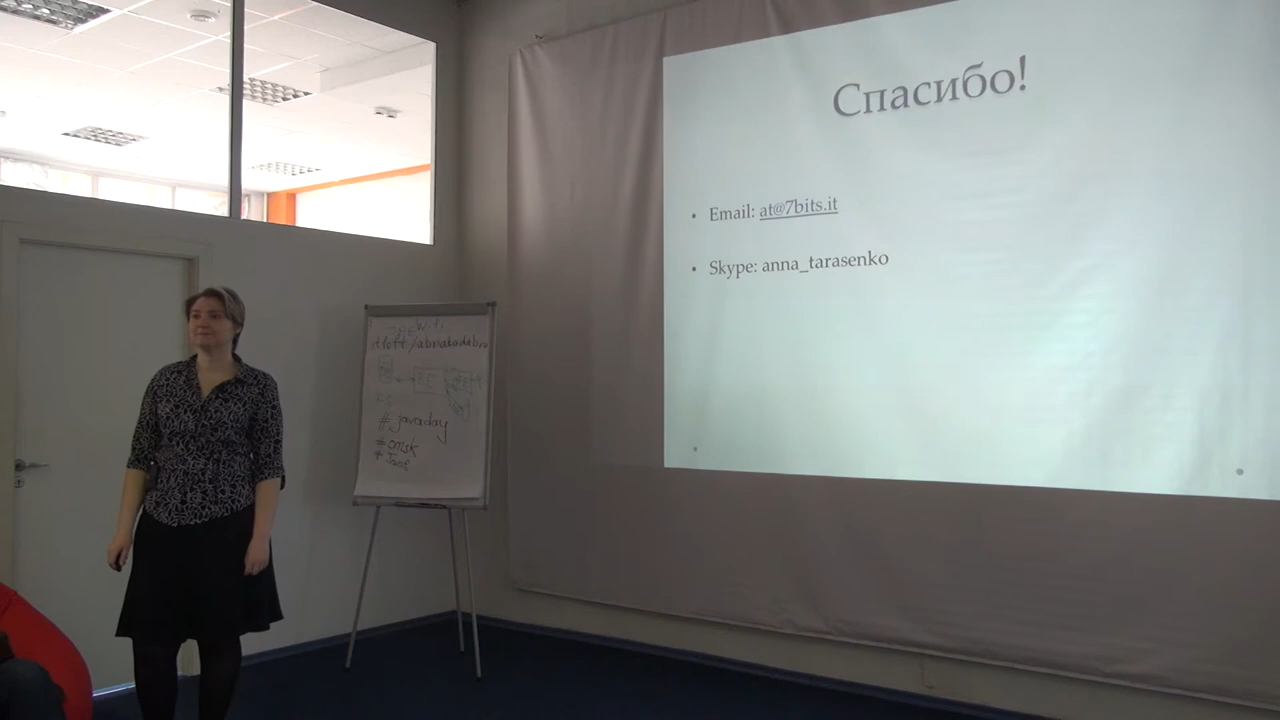 Спасибо!
• Email: at@7bits.it
• Skype: anna_tarasenko
# javaday
# omsk